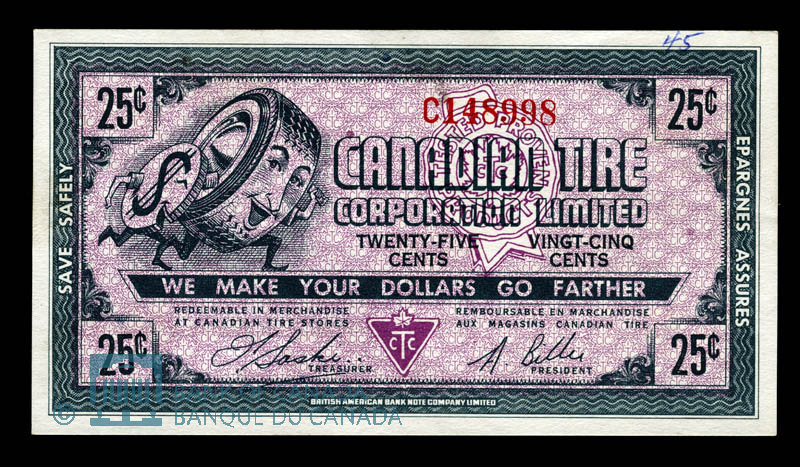 45
25¢ C148998 25¢
SAVE SAFELY
EPARGNES ASSURES
$
CANADIAN TIRE
CORPORATION LIMITED
TWENTY-FIVE VINGT-CINQ
CENTS CENTS
WE MAKE YOUR DOLLARS GO FARTHER
REDEEMABLE IN MERCHANDISE REMBOURSABLE EN MARCHANDISE
AT CANADIAN TIRE STORES AUX MAGASINS CANADIAN TIRE
CTC
TREASURER PRESIDENT
25¢ 25¢
BRITISH AMERICAN BANK NOTE COMPANY LIMITED
© BANQUE DU CANADA